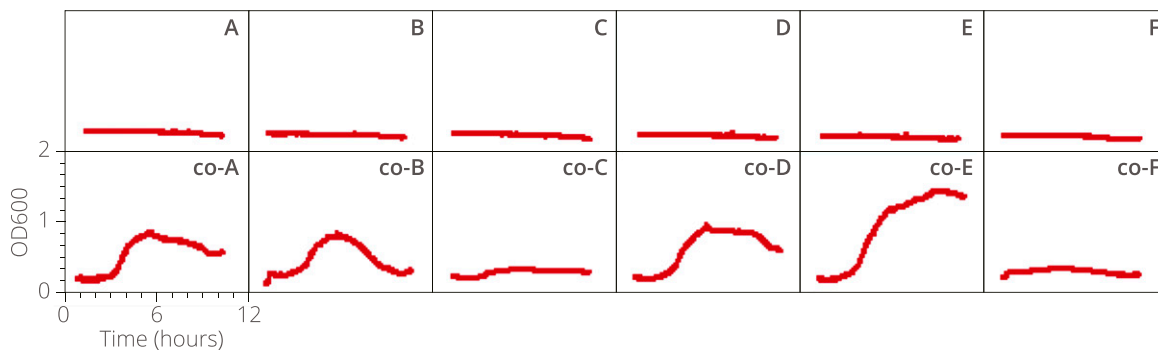 A B C D E F
2 co-A co-B co-C co-D co-E co-F
OD600
1
0
0 6 12
Time (hours)